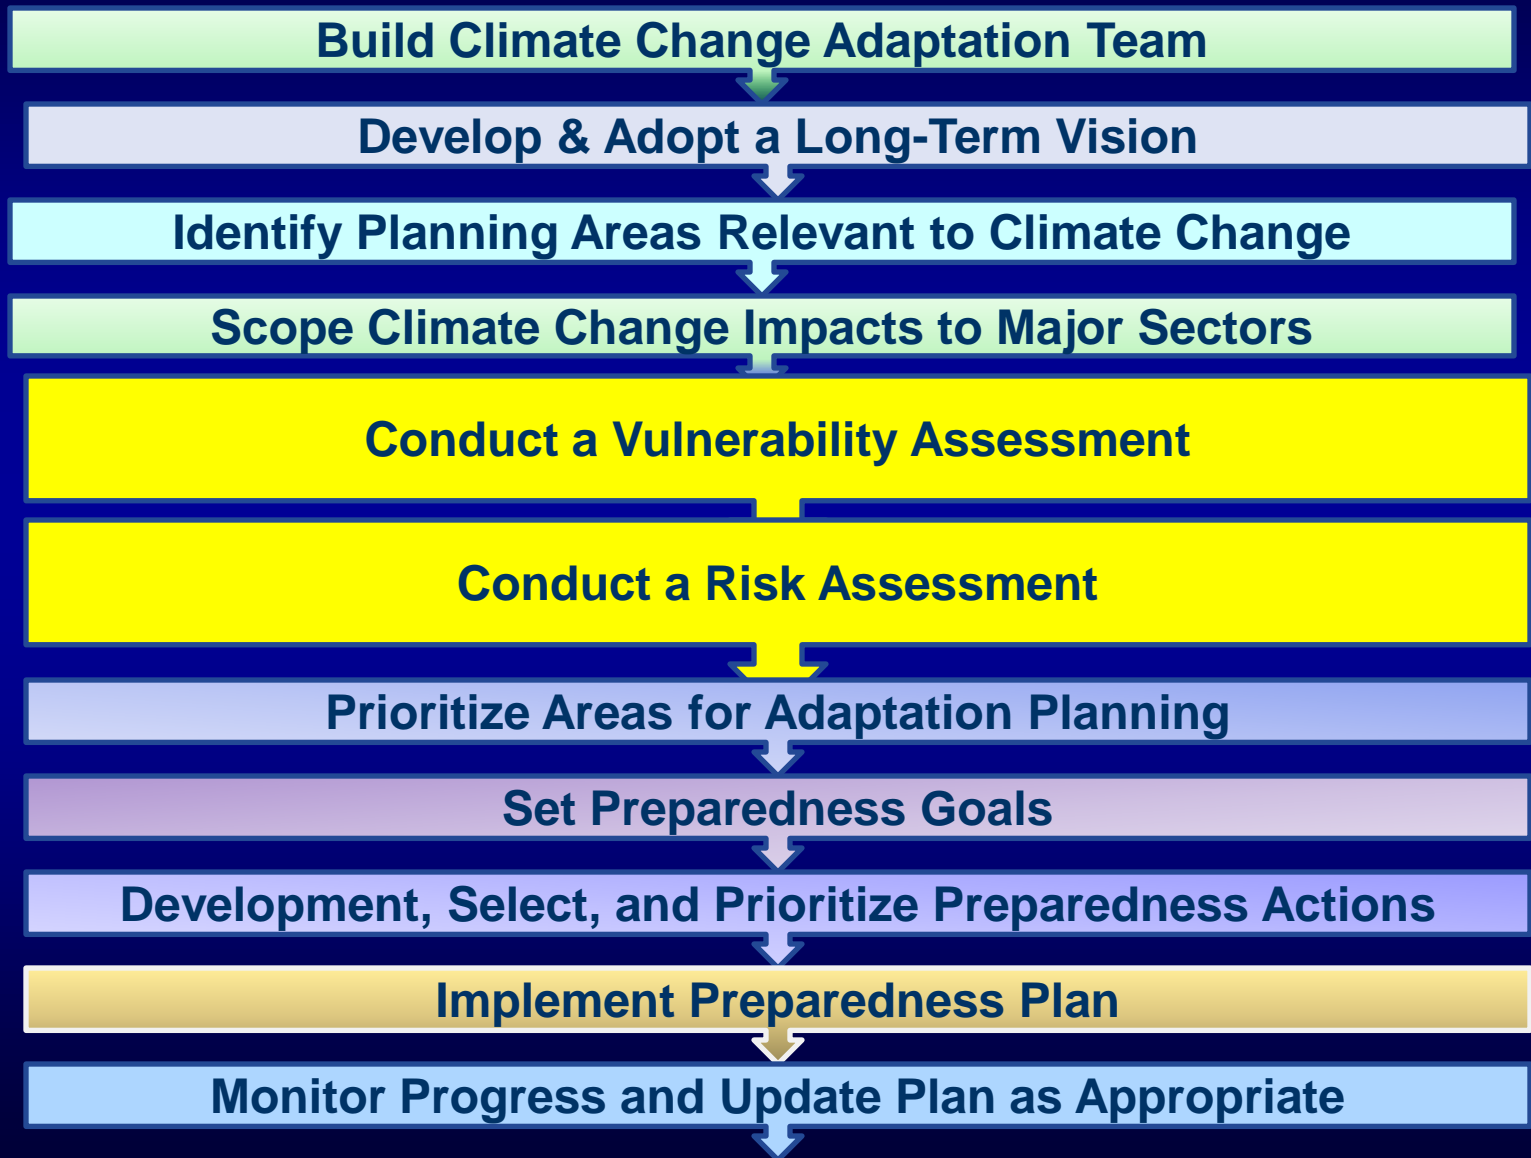 Build Climate Change Adaptation Team
Develop & Adopt a Long-Term Vision
Identify Planning Areas Relevant to Climate Change
Scope Climate Change Impacts to Major Sectors
Conduct a Vulnerability Assessment
Conduct a Risk Assessment
Prioritize Areas for Adaptation Planning
Set Preparedness Goals
Development, Select, and Prioritize Preparedness Actions
Implement Preparedness Plan
Monitor Progress and Update Plan as Appropriate